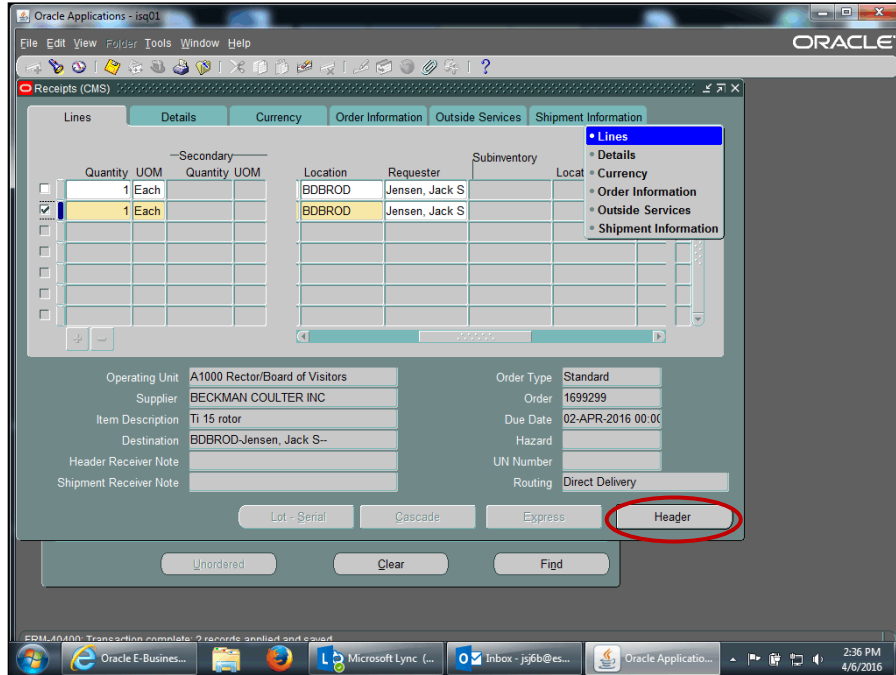 Oracle Applications - isq01
File Edit View Folder Tools Window Help
ORACLE
Receipts (CMS)
Lines Details Currency Order Information Outside Services Shipment Information
• Lines
• Details
• Currency
• Order Information
• Outside Services
• Shipment Information
Secondary
Subinventory
Quantity UOM Quantity UOM Location Requester Locat
1 Each BDBROD Jensen, Jack S
1 Each BDBROD Jensen, Jack S
Operating Unit A1000 Rector/Board of Visitors Order Type Standard
Supplier BECKMAN COULTER INC Order 1699299
Item Description Ti 15 rotor Due Date 02-APR-2016 00:00
Destination BDBROD-Jensen, Jack S-- Hazard
Header Receiver Note UN Number
Shipment Receiver Note Routing Direct Delivery
Lot - Serial Cascade Express Header
Unordered Clear Find
FRM-40400: Transaction complete: 2 records applied and saved
Oracle E-Busines... Microsoft Lync (... Inbox - jsj6b@es... Oracle Applicatio... 2:36 PM
4/6/2016